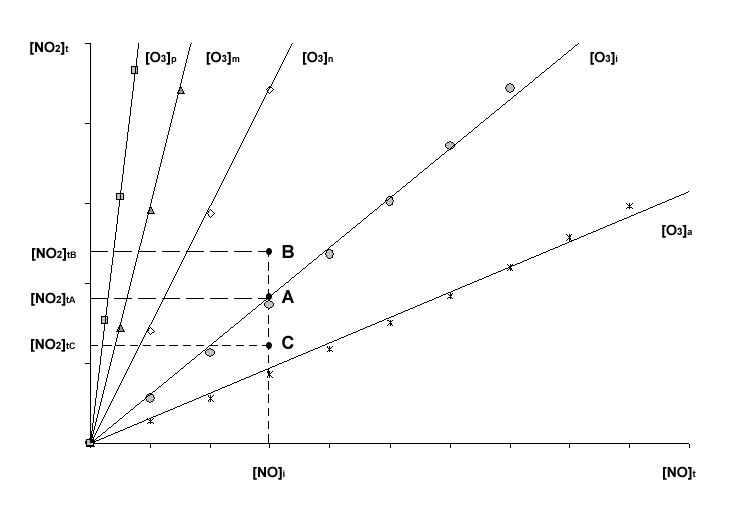 [NO2]t
[O3]p
[O3]m
[O3]n
[O3]i
[O3]a
[NO2]tB
B
[NO2]tA
A
[NO2]tC
C
[NO]i
[NO]t